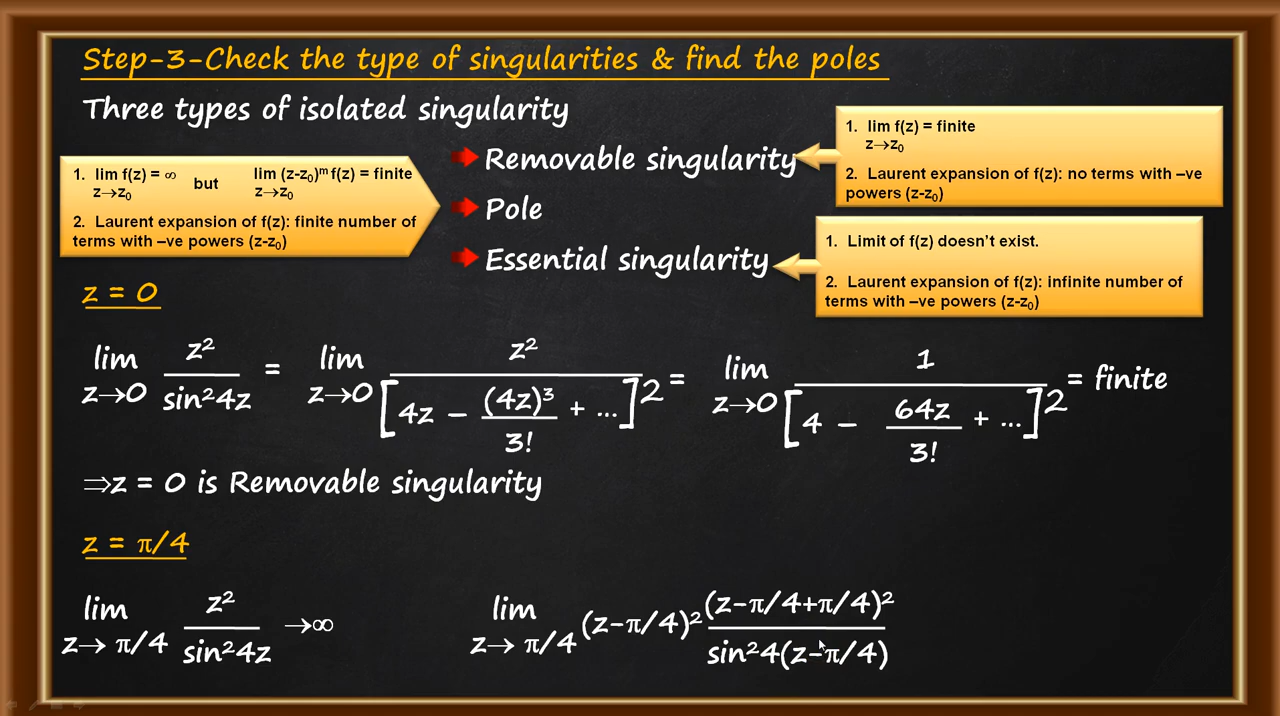 Step-3-Check the type of singularities & find the poles
Three types of isolated singularity
1. lim f(z) = ∞ but lim (z-z₀)ᵐ f(z) = finite
z→z₀ z→z₀
2. Laurent expansion of f(z): finite number of
terms with –ve powers (z-z₀)
Removable singularity
1. lim f(z) = finite
z→z₀
2. Laurent expansion of f(z): no terms with –ve
powers (z-z₀)
Pole
Essential singularity
1. Limit of f(z) doesn't exist.
2. Laurent expansion of f(z): infinite number of
terms with –ve powers (z-z₀)
z = 0
lim z→0 z²/sin²4z = lim z→0 z²/[4z – (4z)³/3! + ...]² = lim z→0 1/[4 – 64z/3! + ...]² = finite
⇒z = 0 is Removable singularity
z = π/4
lim z→ π/4 z²/sin²4z →∞ lim z→ π/4 (z-π/4)² (z-π/4+π/4)²/sin²4(z-π/4)